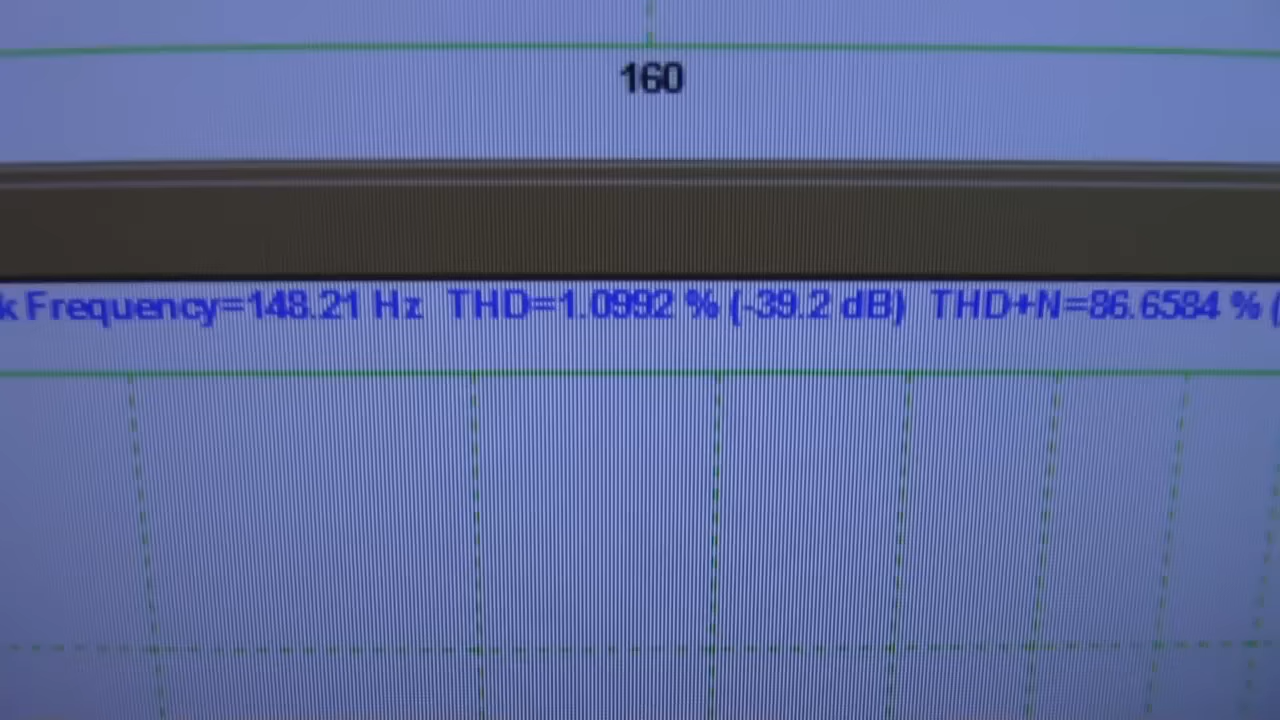 160
k Frequency=148.21 Hz THD=1.0992 % (-39.2 dB) THD+N=86.6584 % (